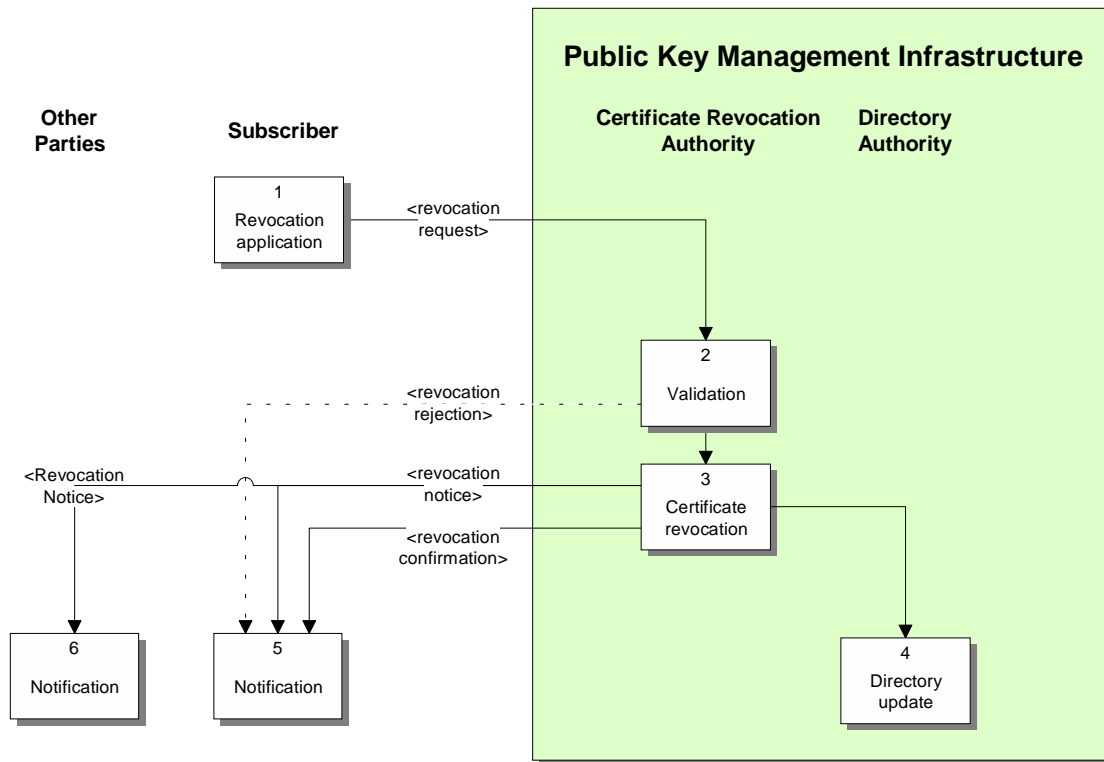 Public Key Management Infrastructure
Other
Parties
Subscriber
Certificate Revocation
Authority
Directory
Authority
1
Revocation
application
<revocation
request>
2
Validation
<revocation
rejection>
<Revocation
Notice>
<revocation
notice>
3
Certificate
revocation
<revocation
confirmation>
6
Notification
5
Notification
4
Directory
update